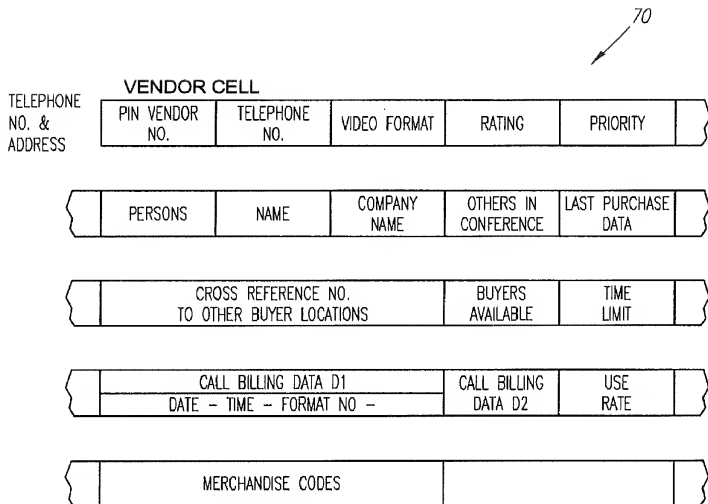 70
VENDOR CELL
TELEPHONE
NO. &
ADDRESS
PIN VENDOR
NO.
TELEPHONE
NO.
VIDEO FORMAT
RATING
PRIORITY
PERSONS
NAME
COMPANY
NAME
OTHERS IN
CONFERENCE
LAST PURCHASE
DATA
CROSS REFERENCE NO.
TO OTHER BUYER LOCATIONS
BUYERS
AVAILABLE
TIME
LIMIT
CALL BILLING DATA D1
DATE - TIME - FORMAT NO -
CALL BILLING
DATA D2
USE
RATE
MERCHANDISE CODES